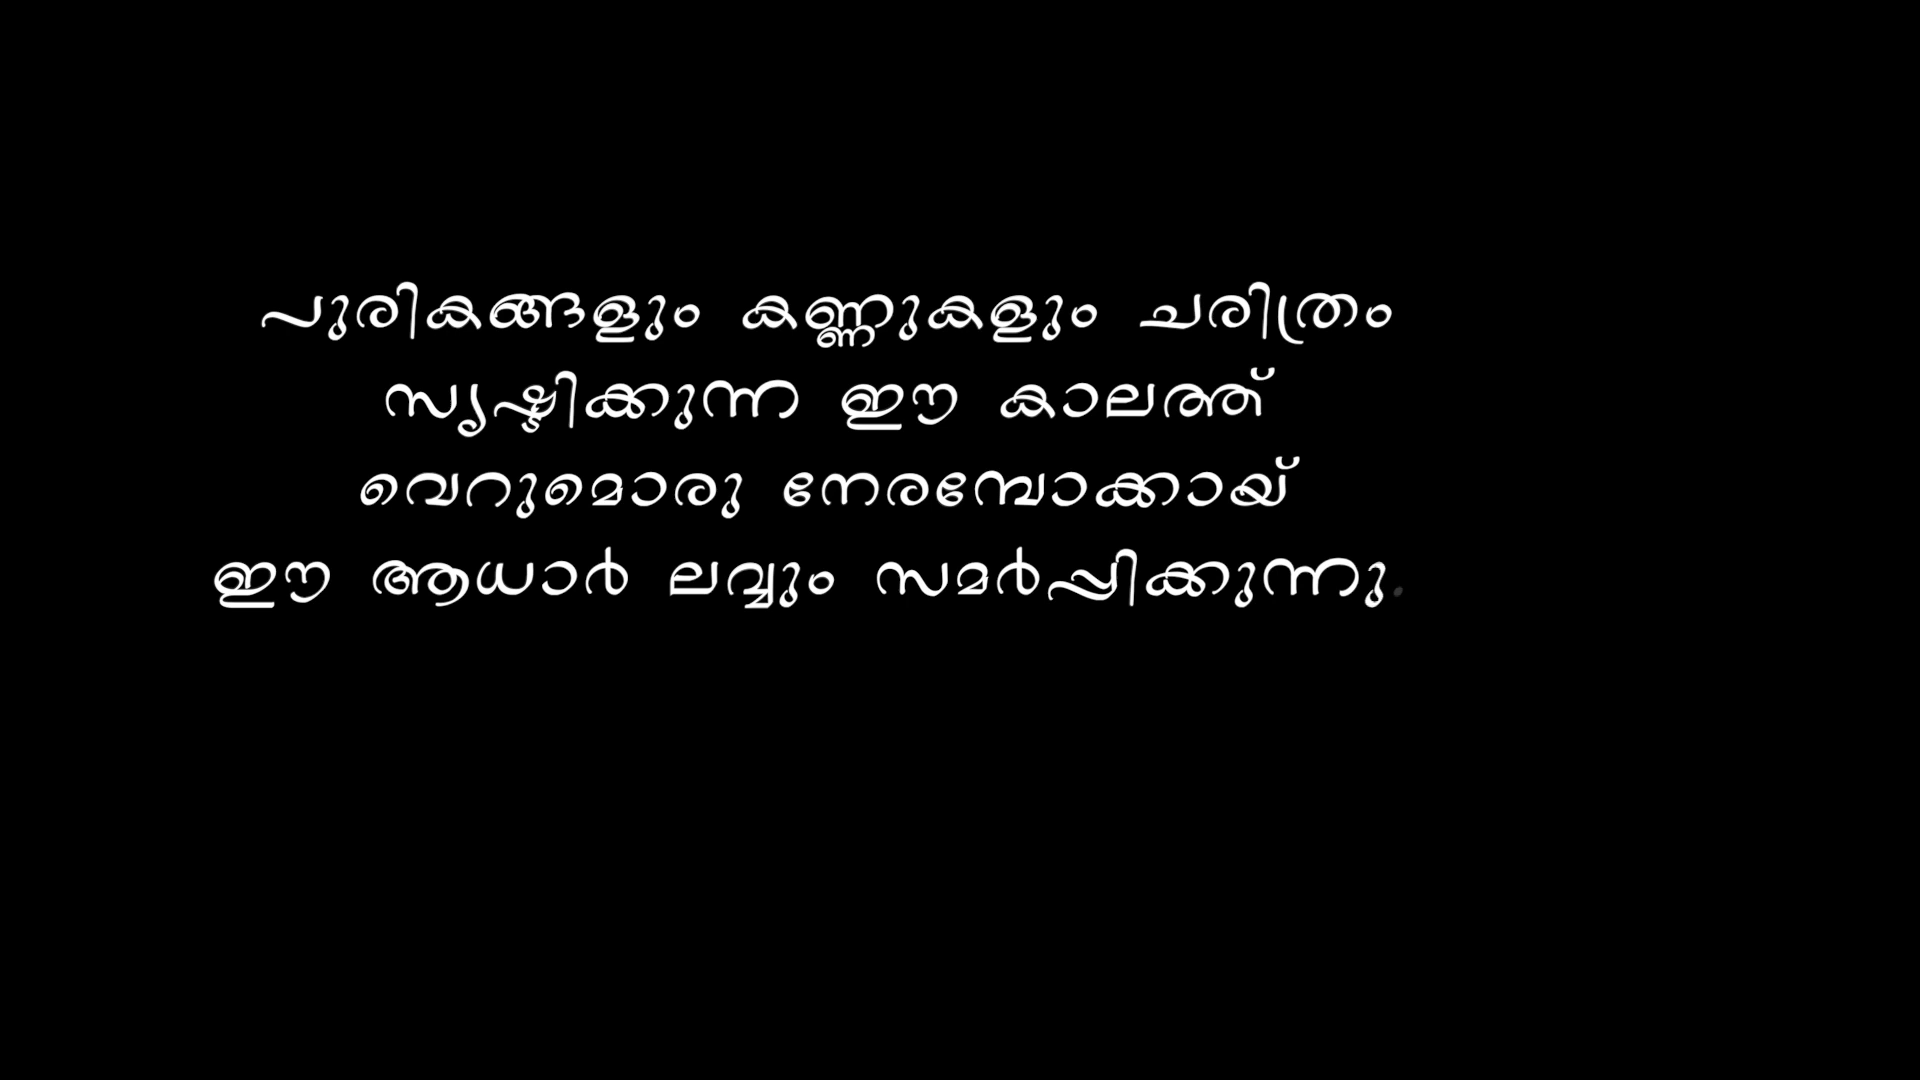 പുരികങ്ങളും കണ്ണുകളും ചരിത്രം
സൃഷ്ടിക്കുന്ന ഈ കാലത്ത്
വെറുമൊരു നേരമ്പോക്കായ്
ഈ ആധാർ ലവ്വും സമർപ്പിക്കുന്നു.